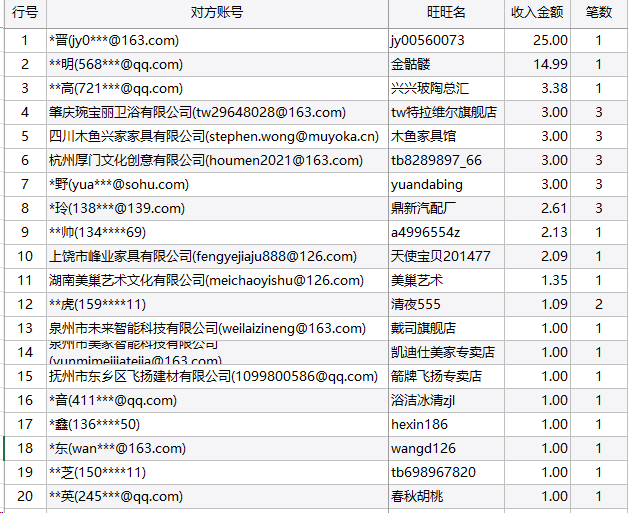 行号 对方账号 旺旺名 收入金额 笔数
1 *晋(jy0***@163.com) jy00560073 25.00 1
2 **明(568***@qq.com) 金骷髅 14.99 1
3 **高(721***@qq.com) 兴兴玻陶总汇 3.38 1
4 肇庆琬宝丽卫浴有限公司(tw29648028@163.com) tw特拉维尔旗舰店 3.00 3
5 四川木鱼兴家家具有限公司(stephen.wong@muyoka.cn) 木鱼家具馆 3.00 3
6 杭州厚门文化创意有限公司(houmen2021@163.com) tb8289897_66 3.00 3
7 *野(yua***@sohu.com) yuandabing 3.00 3
8 *玲(138***@139.com) 鼎新汽配厂 2.61 3
9 **帅(134****69) a4996554z 2.13 1
10 上饶市峰业家具有限公司(fengyejiaju888@126.com) 天使宝贝201477 2.09 1
11 湖南美巢艺术文化有限公司(meichaoyishu@126.com) 美巢艺术 1.35 1
12 **虎(159****11) 清夜555 1.09 2
13 泉州市未来智能科技有限公司(weilaizineng@163.com) 戴司旗舰店 1.00 1
14 泉州市美家智能科技有限公司 凯迪仕美家专卖店 1.00 1
(yunmimeijiatejia@163.com)
15 抚州市东乡区飞扬建材有限公司(1099800586@qq.com) 箭牌飞扬专卖店 1.00 1
16 *音(411***@qq.com) 浴洁冰清zjl 1.00 1
17 *鑫(136****50) hexin186 1.00 1
18 *东(wan***@163.com) wangd126 1.00 1
19 **芝(150****11) tb698967820 1.00 1
20 **英(245***@qq.com) 春秋胡桃 1.00 1